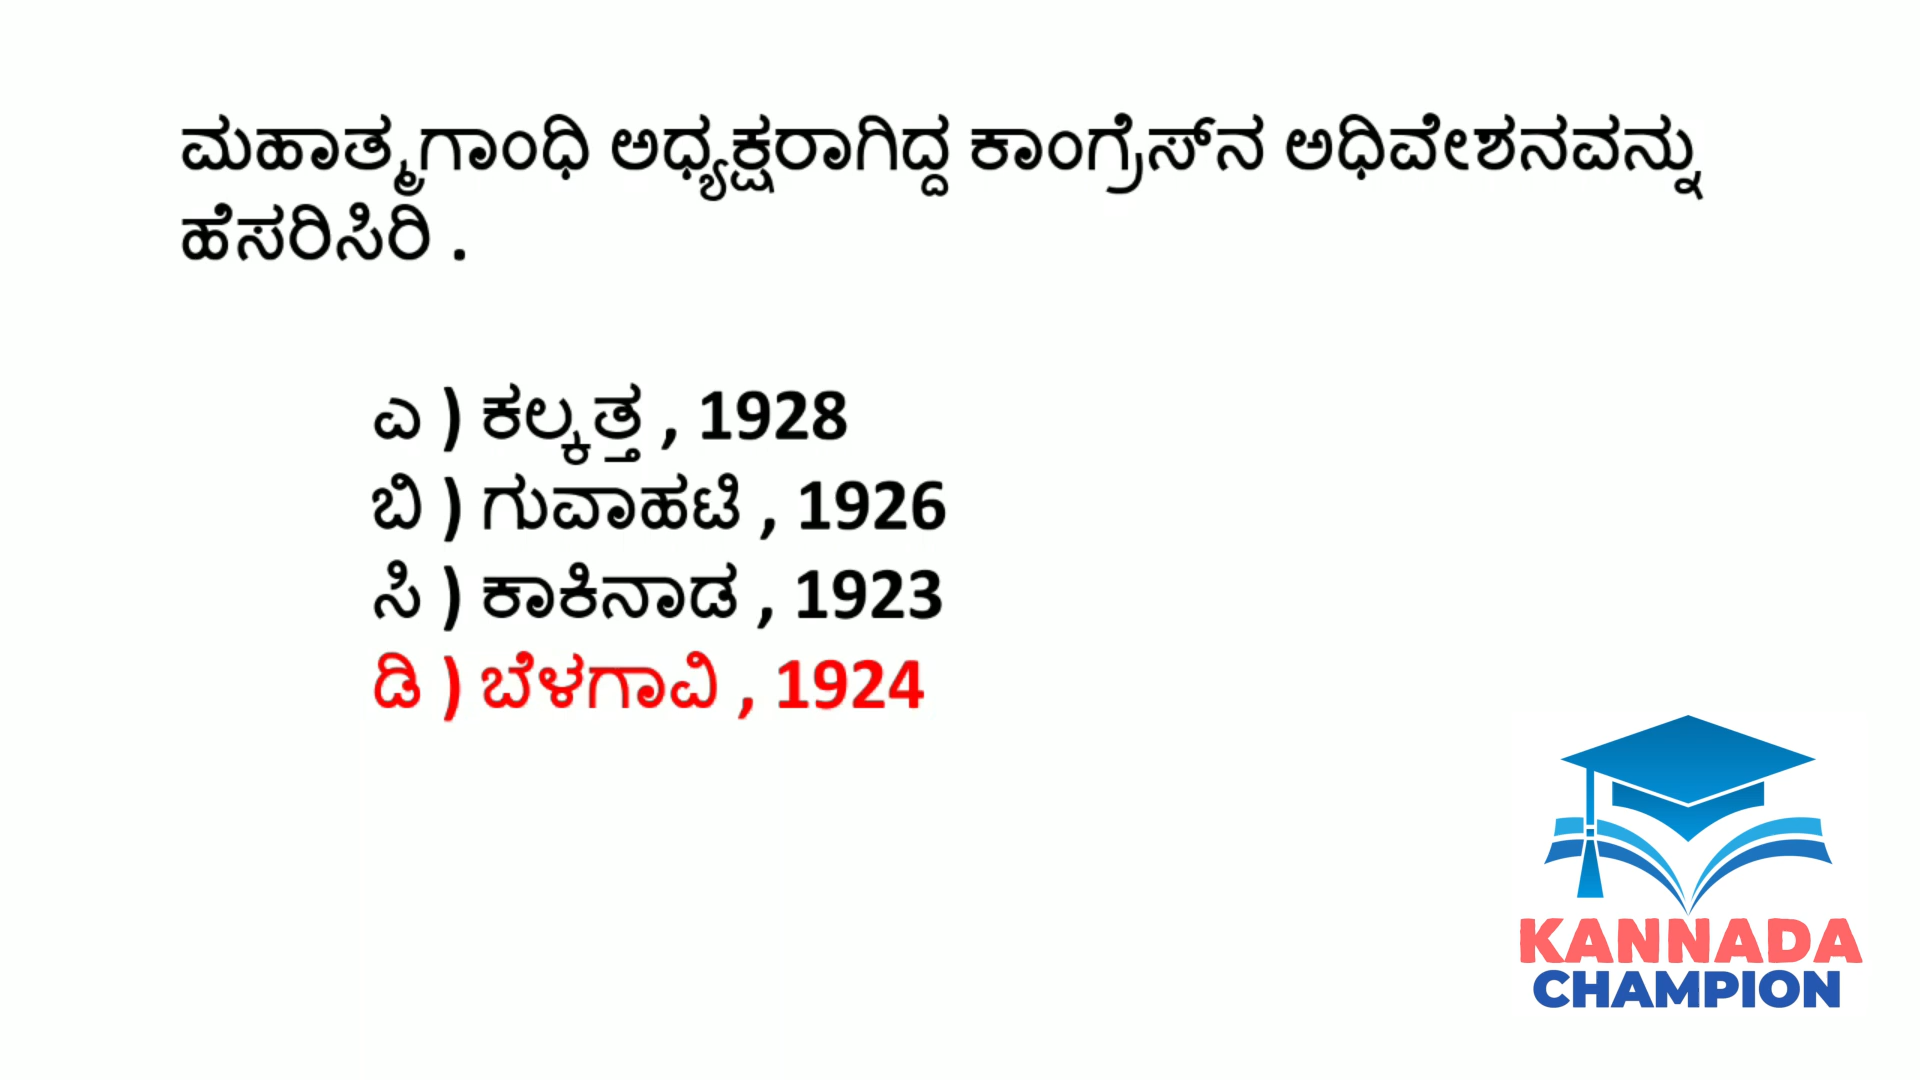 ಮಹಾತ್ಮಗಾಂಧಿ ಅಧ್ಯಕ್ಷರಾಗಿದ್ದ ಕಾಂಗ್ರೆಸ್‌ನ ಅಧಿವೇಶನವನ್ನು
ಹೆಸರಿಸಿರಿ .
ಎ ) ಕಲ್ಕತ್ತ , 1928
ಬಿ ) ಗುವಾಹಟಿ , 1926
ಸಿ ) ಕಾಕಿನಾಡ , 1923
ಡಿ ) ಬೆಳಗಾವಿ , 1924
KANNADA
CHAMPION